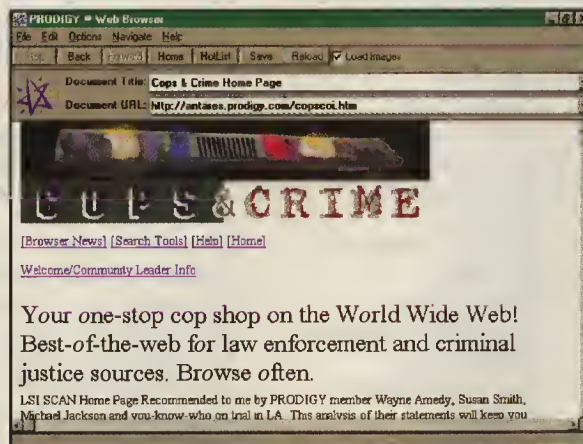 PRODIGY Web Browser
File Edit Options Navigate Help
Back Forward Home HotList Save Reload Load Images
Document Title: Cops & Crime Home Page
Document URL: http://antares.prodigy.com/copscoi.htm
COPS & CRIME
[Browser News] [Search Tools] [Help] [Home]
Welcome/Community Leader Info
Your one-stop cop shop on the World Wide Web!
Best-of-the-web for law enforcement and criminal
justice sources. Browse often.
LSI SCAN Home Page Recommended to me by PRODIGY member Wayne Amedy, Susan Smith,
Michael Jackson and you-know-who on trial in LA. This analysis of their statements will keep you